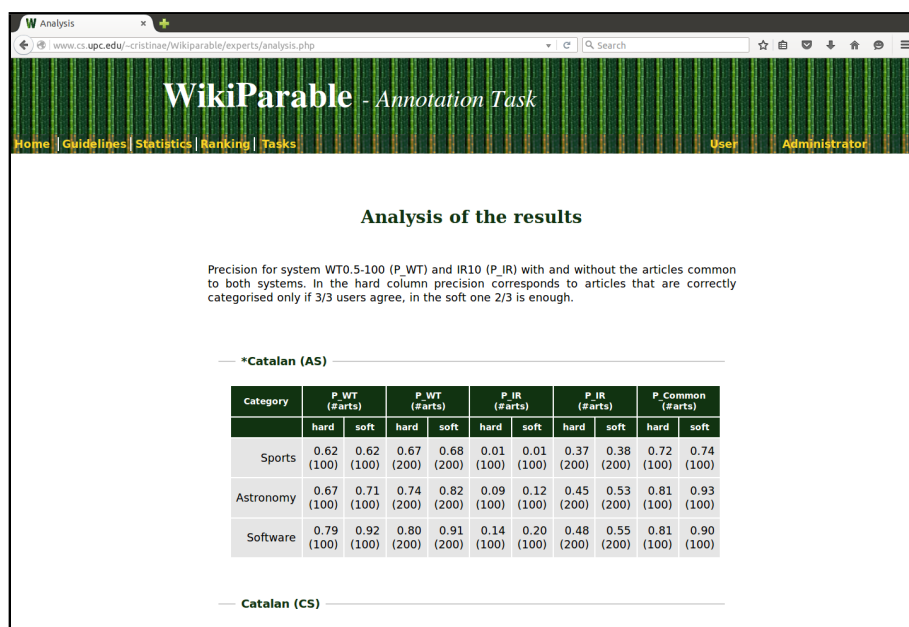 W Analysis
www.cs.upc.edu/~cristinae/Wikiparable/experts/analysis.php Search
WikiParable - Annotation Task
Home Guidelines Statistics Ranking Tasks User Administrator
Analysis of the results
Precision for system WT0.5-100 (P_WT) and IR10 (P_IR) with and without the articles common
to both systems. In the hard column precision corresponds to articles that are correctly
categorised only if 3/3 users agree, in the soft one 2/3 is enough.
*Catalan (AS)
Category P_WT P_WT P_IR P_IR P_Common
(#arts) (#arts) (#arts) (#arts) (#arts)
hard soft hard soft hard soft hard soft hard soft
Sports 0.62 0.62 0.67 0.68 0.01 0.01 0.37 0.38 0.72 0.74
(100) (100) (200) (200) (100) (100) (200) (200) (100) (100)
Astronomy 0.67 0.71 0.74 0.82 0.09 0.12 0.45 0.53 0.81 0.93
(100) (100) (200) (200) (100) (100) (200) (200) (100) (100)
Software 0.79 0.92 0.80 0.91 0.14 0.20 0.48 0.55 0.81 0.90
(100) (100) (200) (200) (100) (100) (200) (200) (100) (100)
Catalan (CS)